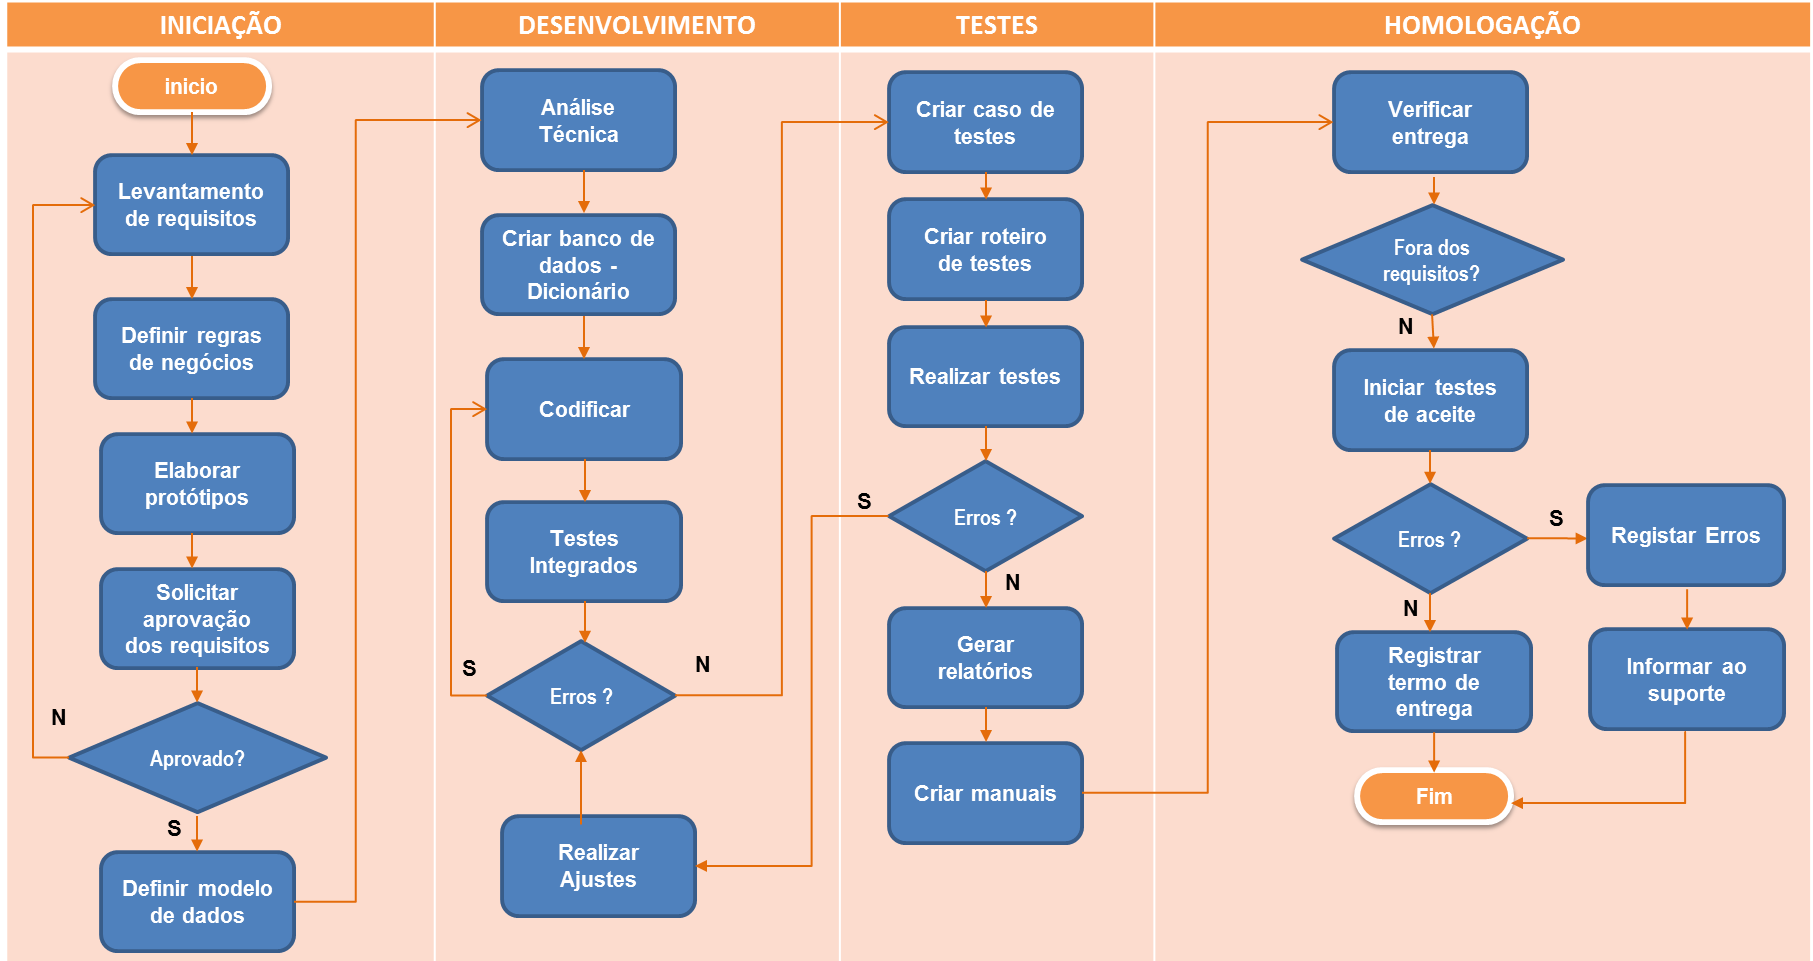 INICIAÇÃO
DESENVOLVIMENTO
TESTES
HOMOLOGAÇÃO
inicio
Levantamento
de requisitos
Definir regras
de negócios
Elaborar
protótipos
Solicitar
aprovação
dos requisitos
N
Aprovado?
S
Definir modelo
de dados
Análise
Técnica
Criar banco de
dados -
Dicionário
Codificar
Testes
Integrados
S
N
Erros ?
Realizar
Ajustes
Criar caso de
testes
Criar roteiro
de testes
Realizar testes
S
Erros ?
N
Gerar
relatórios
Criar manuais
Verificar
entrega
Fora dos
requisitos?
N
Iniciar testes
de aceite
Erros ?
S
Registar Erros
N
Registrar
termo de
entrega
Informar ao
suporte
Fim